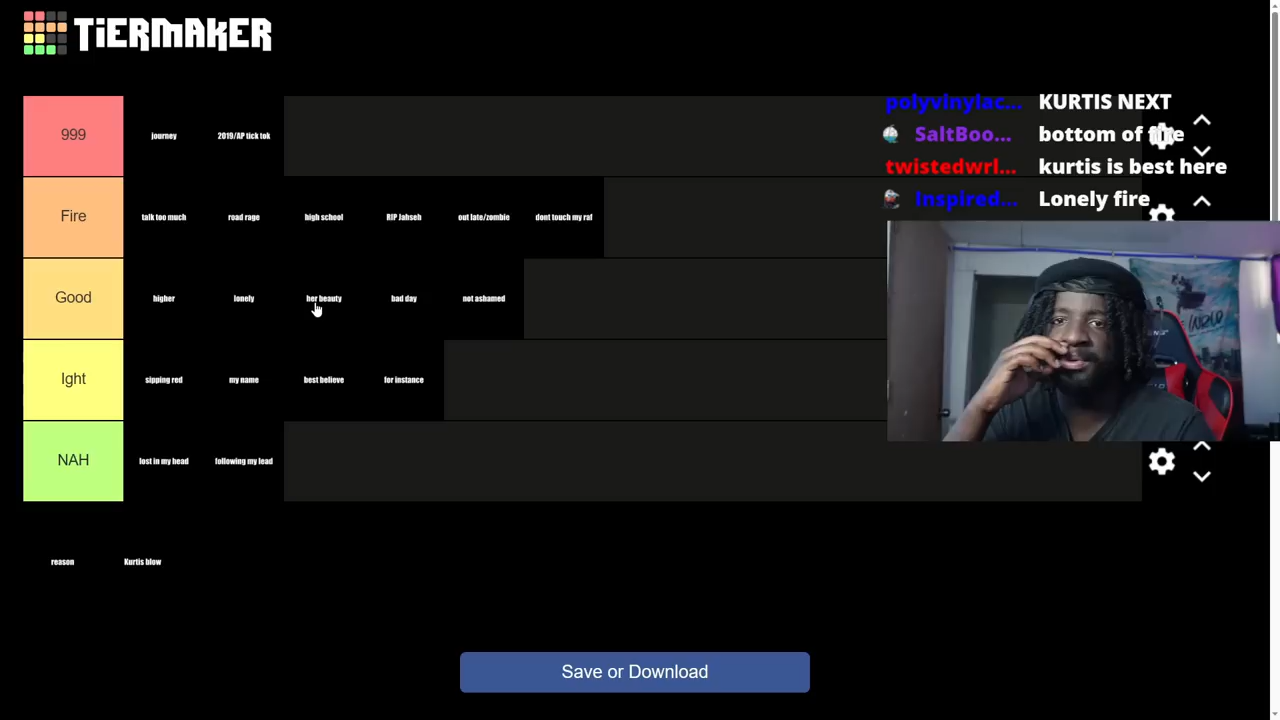 TiERMAKER
polyvinylac... KURTIS NEXT
SaltBoo... bottom of fire
twistedwrl... kurtis is best here
Inspired... Lonely fire
999 journey 2019/AP tick tok
Fire talk too much road rage high school RIP Jahseh out late/zombie dont touch my raf
Good higher lonely her beauty bad day not ashamed
Ight sipping red my name best believe for instance
NAH lost in my head following my lead
reason Kurtis blow
Save or Download